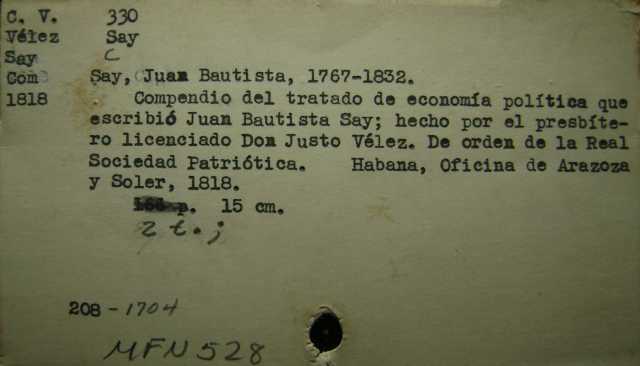 C. V. 330
Vélez Say
Say C
Com Say, Juan Bautista, 1767-1832.
1818 Compendio del tratado de economía política que
escribió Juan Bautista Say; hecho por el presbíte-
ro licenciado Don Justo Vélez. De orden de la Real
Sociedad Patriótica. Habana, Oficina de Arazoza
y Soler, 1818.
p. 15 cm.
2 t.;
208-1704
MFN 528